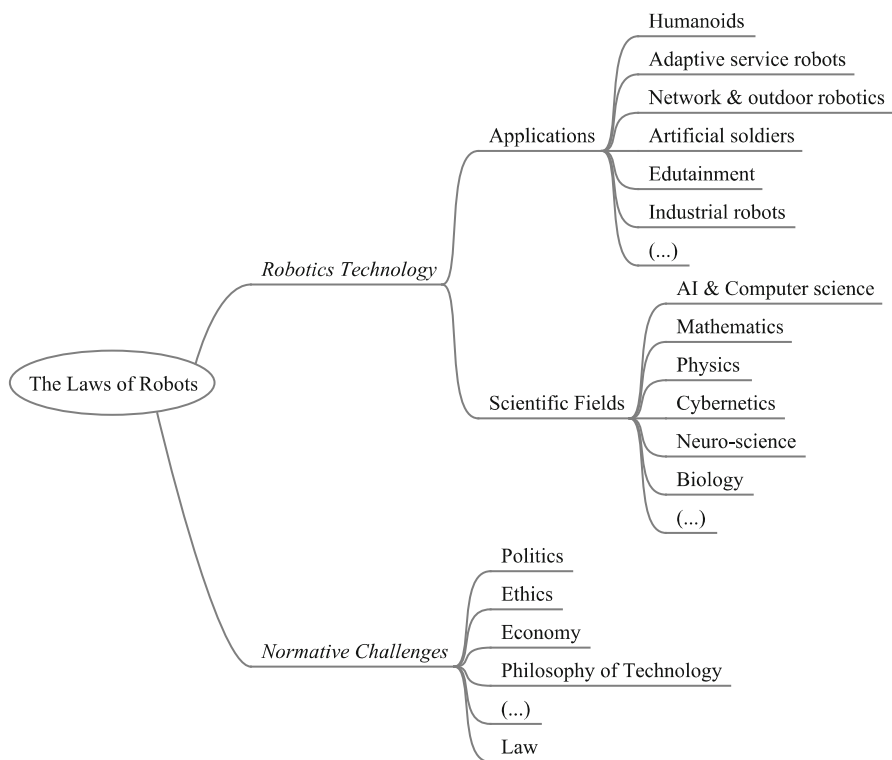 Humanoids
Adaptive service robots
Network & outdoor robotics
Applications
Artificial soldiers
Edutainment
Industrial robots
(...)
Robotics Technology
AI & Computer science
Mathematics
Physics
The Laws of Robots
Scientific Fields
Cybernetics
Neuro-science
Biology
(...)
Politics
Ethics
Economy
Normative Challenges
Philosophy of Technology
(...)
Law